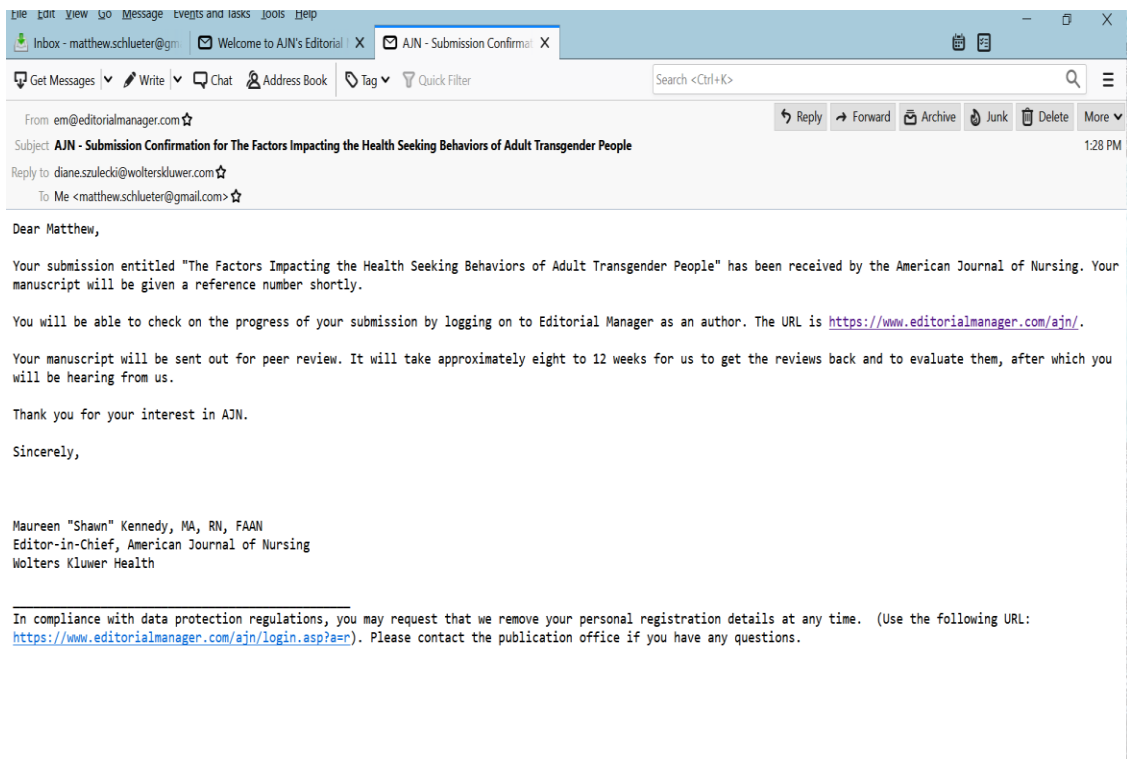 File Edit View Go Message Events and Tasks Tools Help
Inbox - matthew.schlueter@gm Welcome to AJN's Editorial X AJN - Submission Confirmat X
Get Messages Write Chat Address Book Tag Quick Filter Search <Ctrl+K>
From em@editorialmanager.com Reply Forward Archive Junk Delete More
Subject AJN - Submission Confirmation for The Factors Impacting the Health Seeking Behaviors of Adult Transgender People 1:28 PM
Reply to diane.szulecki@wolterskluwer.com
To Me <matthew.schlueter@gmail.com>
Dear Matthew,
Your submission entitled "The Factors Impacting the Health Seeking Behaviors of Adult Transgender People" has been received by the American Journal of Nursing. Your
manuscript will be given a reference number shortly.
You will be able to check on the progress of your submission by logging on to Editorial Manager as an author. The URL is https://www.editorialmanager.com/ajn/.
Your manuscript will be sent out for peer review. It will take approximately eight to 12 weeks for us to get the reviews back and to evaluate them, after which you
will be hearing from us.
Thank you for your interest in AJN.
Sincerely,
Maureen "Shawn" Kennedy, MA, RN, FAAN
Editor-in-Chief, American Journal of Nursing
Wolters Kluwer Health
In compliance with data protection regulations, you may request that we remove your personal registration details at any time. (Use the following URL:
https://www.editorialmanager.com/ajn/login.asp?a=r). Please contact the publication office if you have any questions.